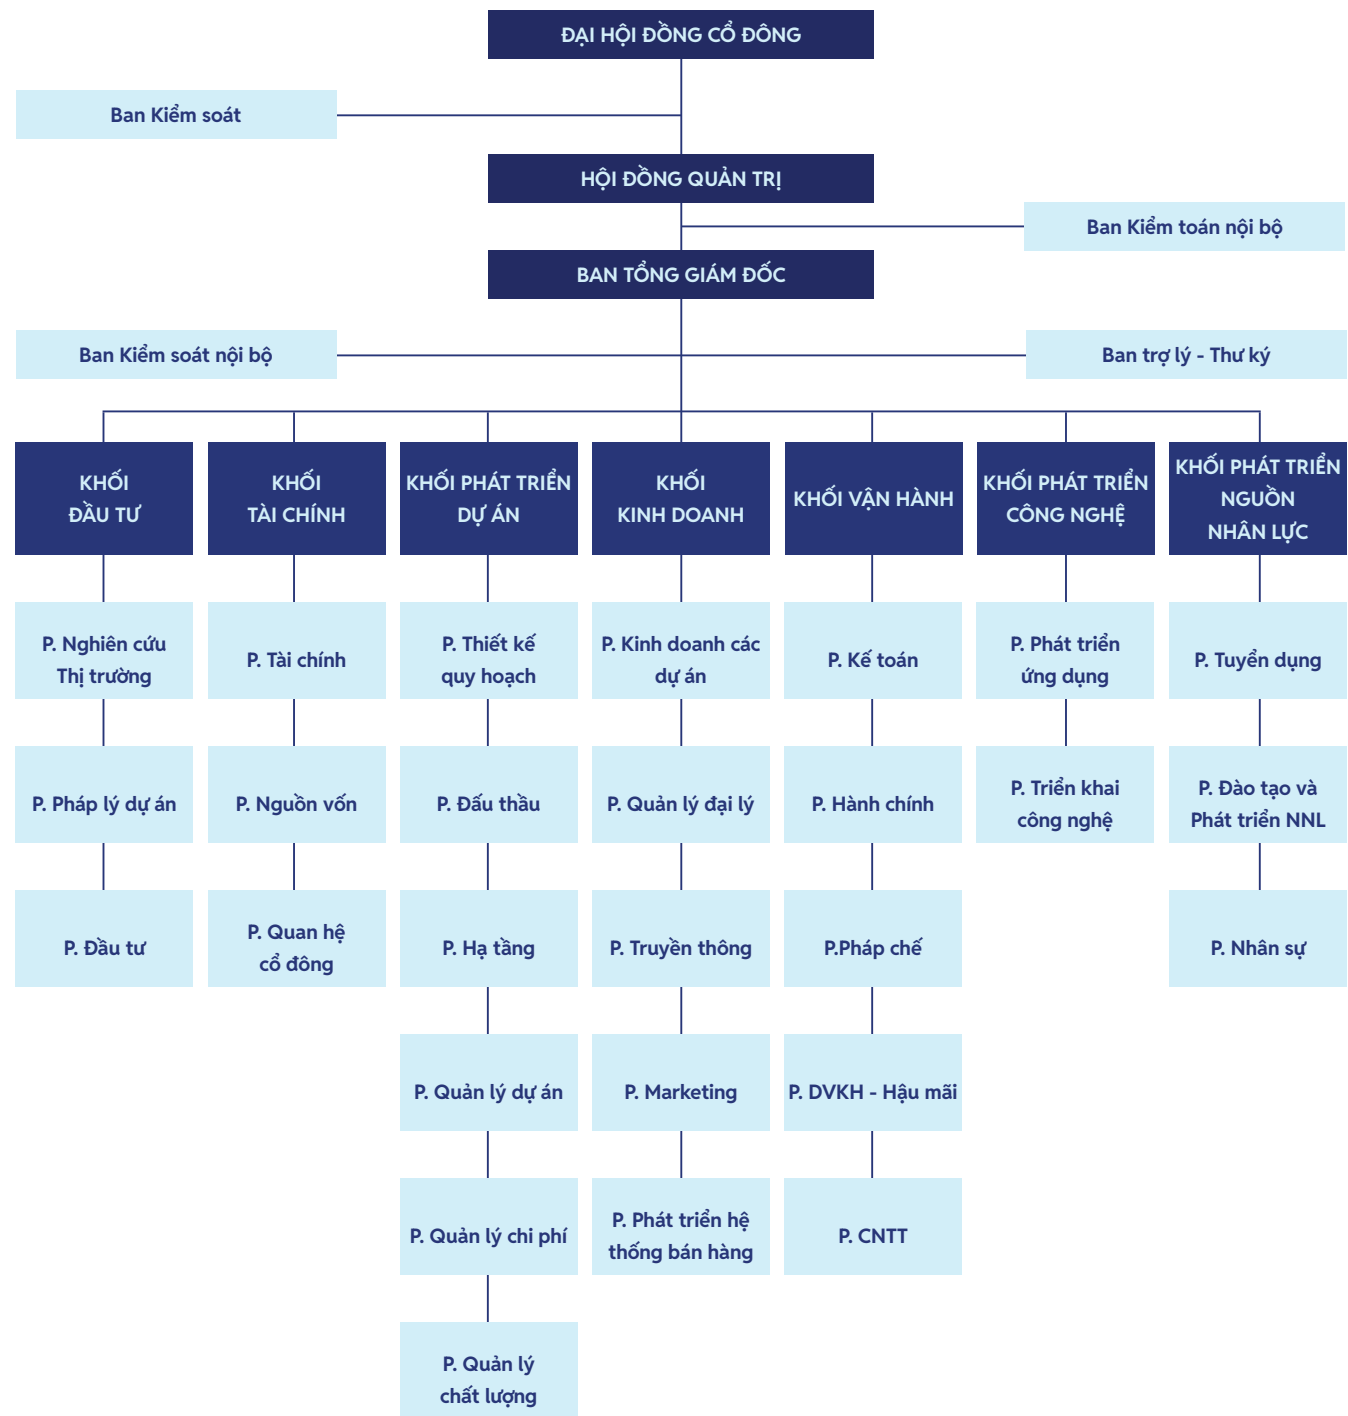 ĐẠI HỘI ĐỒNG CỔ ĐÔNG
Ban Kiểm soát
HỘI ĐỒNG QUẢN TRỊ
Ban Kiểm toán nội bộ
BAN TỔNG GIÁM ĐỐC
Ban Kiểm soát nội bộ
Ban trợ lý - Thư ký
KHỐI
ĐẦU TƯ
KHỐI
TÀI CHÍNH
KHỐI PHÁT TRIỂN
DỰ ÁN
KHỐI
KINH DOANH
KHỐI VẬN HÀNH
KHỐI PHÁT TRIỂN
CÔNG NGHỆ
KHỐI PHÁT TRIỂN
NGUỒN
NHÂN LỰC
P. Nghiên cứu
Thị trường
P. Tài chính
P. Thiết kế
quy hoạch
P. Kinh doanh các
dự án
P. Kế toán
P. Phát triển
ứng dụng
P. Tuyển dụng
P. Pháp lý dự án
P. Nguồn vốn
P. Đấu thầu
P. Quản lý đại lý
P. Hành chính
P. Triển khai
công nghệ
P. Đào tạo và
Phát triển NNL
P. Đầu tư
P. Quan hệ
cổ đông
P. Hạ tầng
P. Truyền thông
P.Pháp chế
P. Nhân sự
P. Quản lý dự án
P. Marketing
P. DVKH - Hậu mãi
P. Quản lý chi phí
P. Phát triển hệ
thống bán hàng
P. CNTT
P. Quản lý
chất lượng